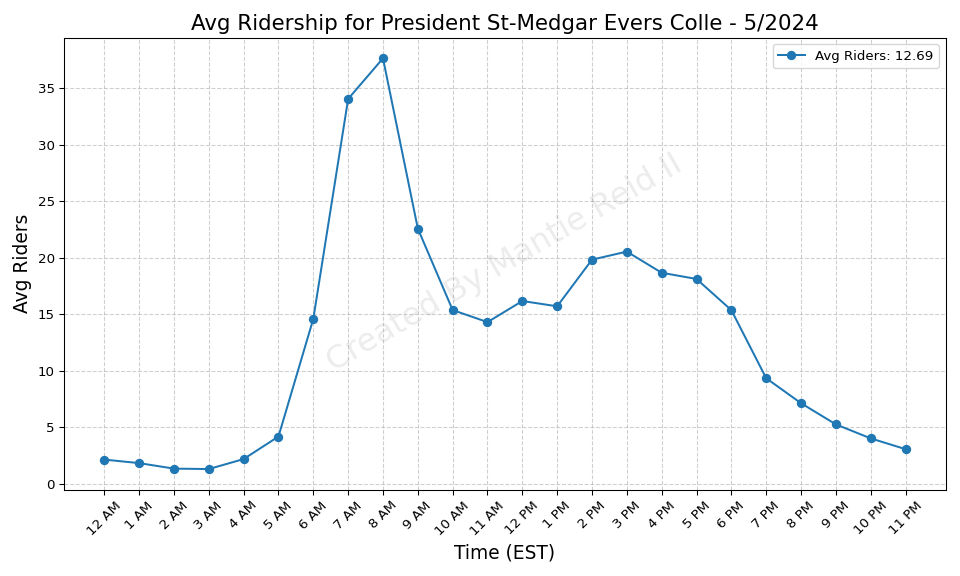 Avg Ridership for President St-Medgar Evers Colle - 5/2024
Avg Riders: 12.69
35
30
25
20
15
10
5
0
Avg Riders
Created By Mantie Reid II
12 AM
1 AM
2 AM
3 AM
4 AM
5 AM
6 AM
7 AM
8 AM
9 AM
10 AM
11 AM
12 PM
1 PM
2 PM
3 PM
4 PM
5 PM
6 PM
7 PM
8 PM
9 PM
10 PM
11 PM
Time (EST)